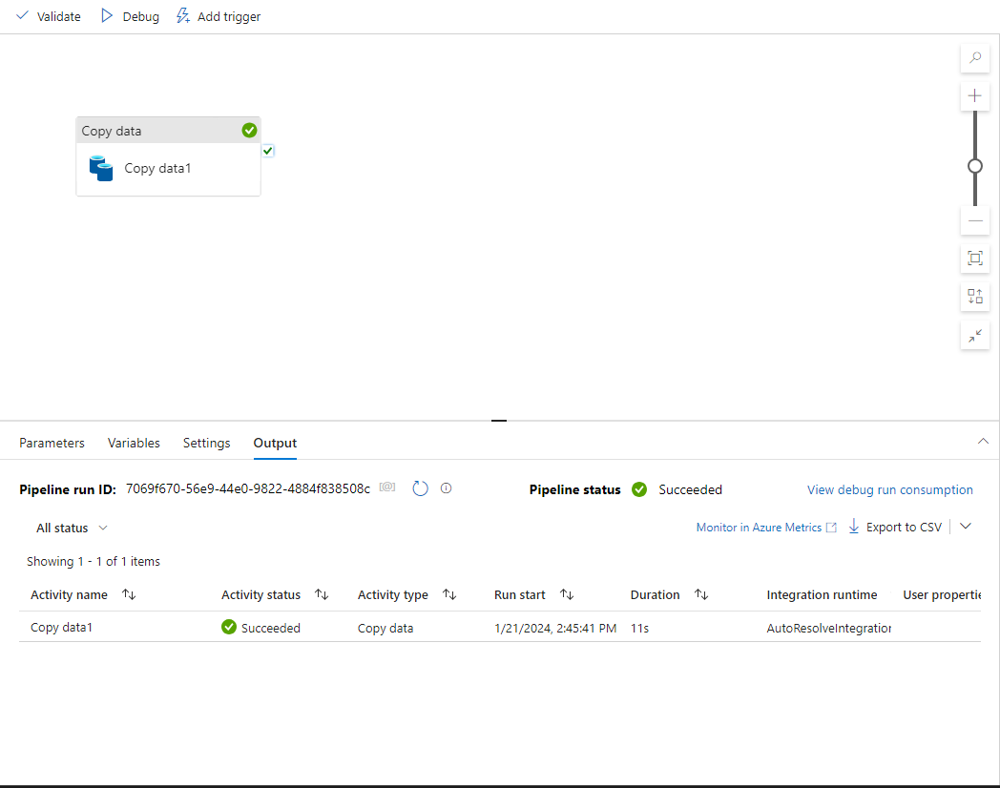 Validate Debug Add trigger
Copy data
Copy data1
Parameters Variables Settings Output
Pipeline run ID: 7069f670-56e9-44e0-9822-4884f838508c Pipeline status Succeeded View debug run consumption
All status Monitor in Azure Metrics Export to CSV
Showing 1 - 1 of 1 items
Activity name Activity status Activity type Run start Duration Integration runtime User propertie
Copy data1 Succeeded Copy data 1/21/2024, 2:45:41 PM 11s AutoResolveIntegration